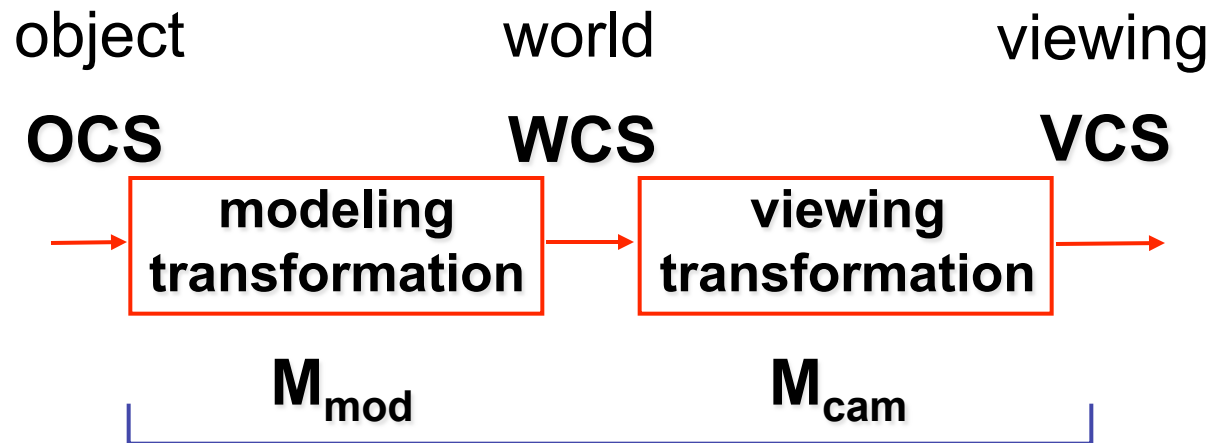 object world viewing
OCS WCS VCS
modeling viewing
transformation transformation
Mmod Mcam